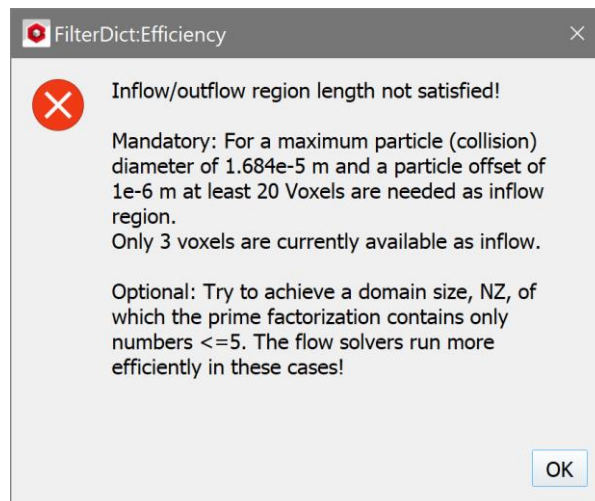 FilterDict:Efficiency
Inflow/outflow region length not satisfied!
Mandatory: For a maximum particle (collision)
diameter of 1.684e-5 m and a particle offset of
1e-6 m at least 20 Voxels are needed as inflow
region.
Only 3 voxels are currently available as inflow.
Optional: Try to achieve a domain size, NZ, of
which the prime factorization contains only
numbers <=5. The flow solvers run more
efficiently in these cases!
OK